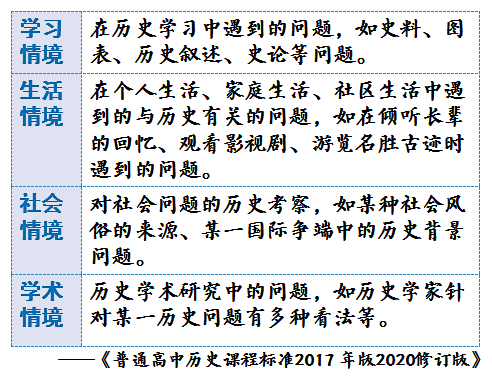 学习情境 在历史学习中遇到的问题，如史料、图
表、历史叙述、史论等问题。
生活情境 在个人生活、家庭生活、社区生活中遇
到的与历史有关的问题，如在倾听长辈
的回忆、观看影视剧、游览名胜古迹时
遇到的问题。
社会情境 对社会问题的历史考察，如某种社会风
俗的来源、某一国际争端中的历史背景
问题。
学术情境 历史学术研究中的问题，如历史学家针
对某一历史问题有多种看法等。
——《普通高中历史课程标准2017年版2020修订版》